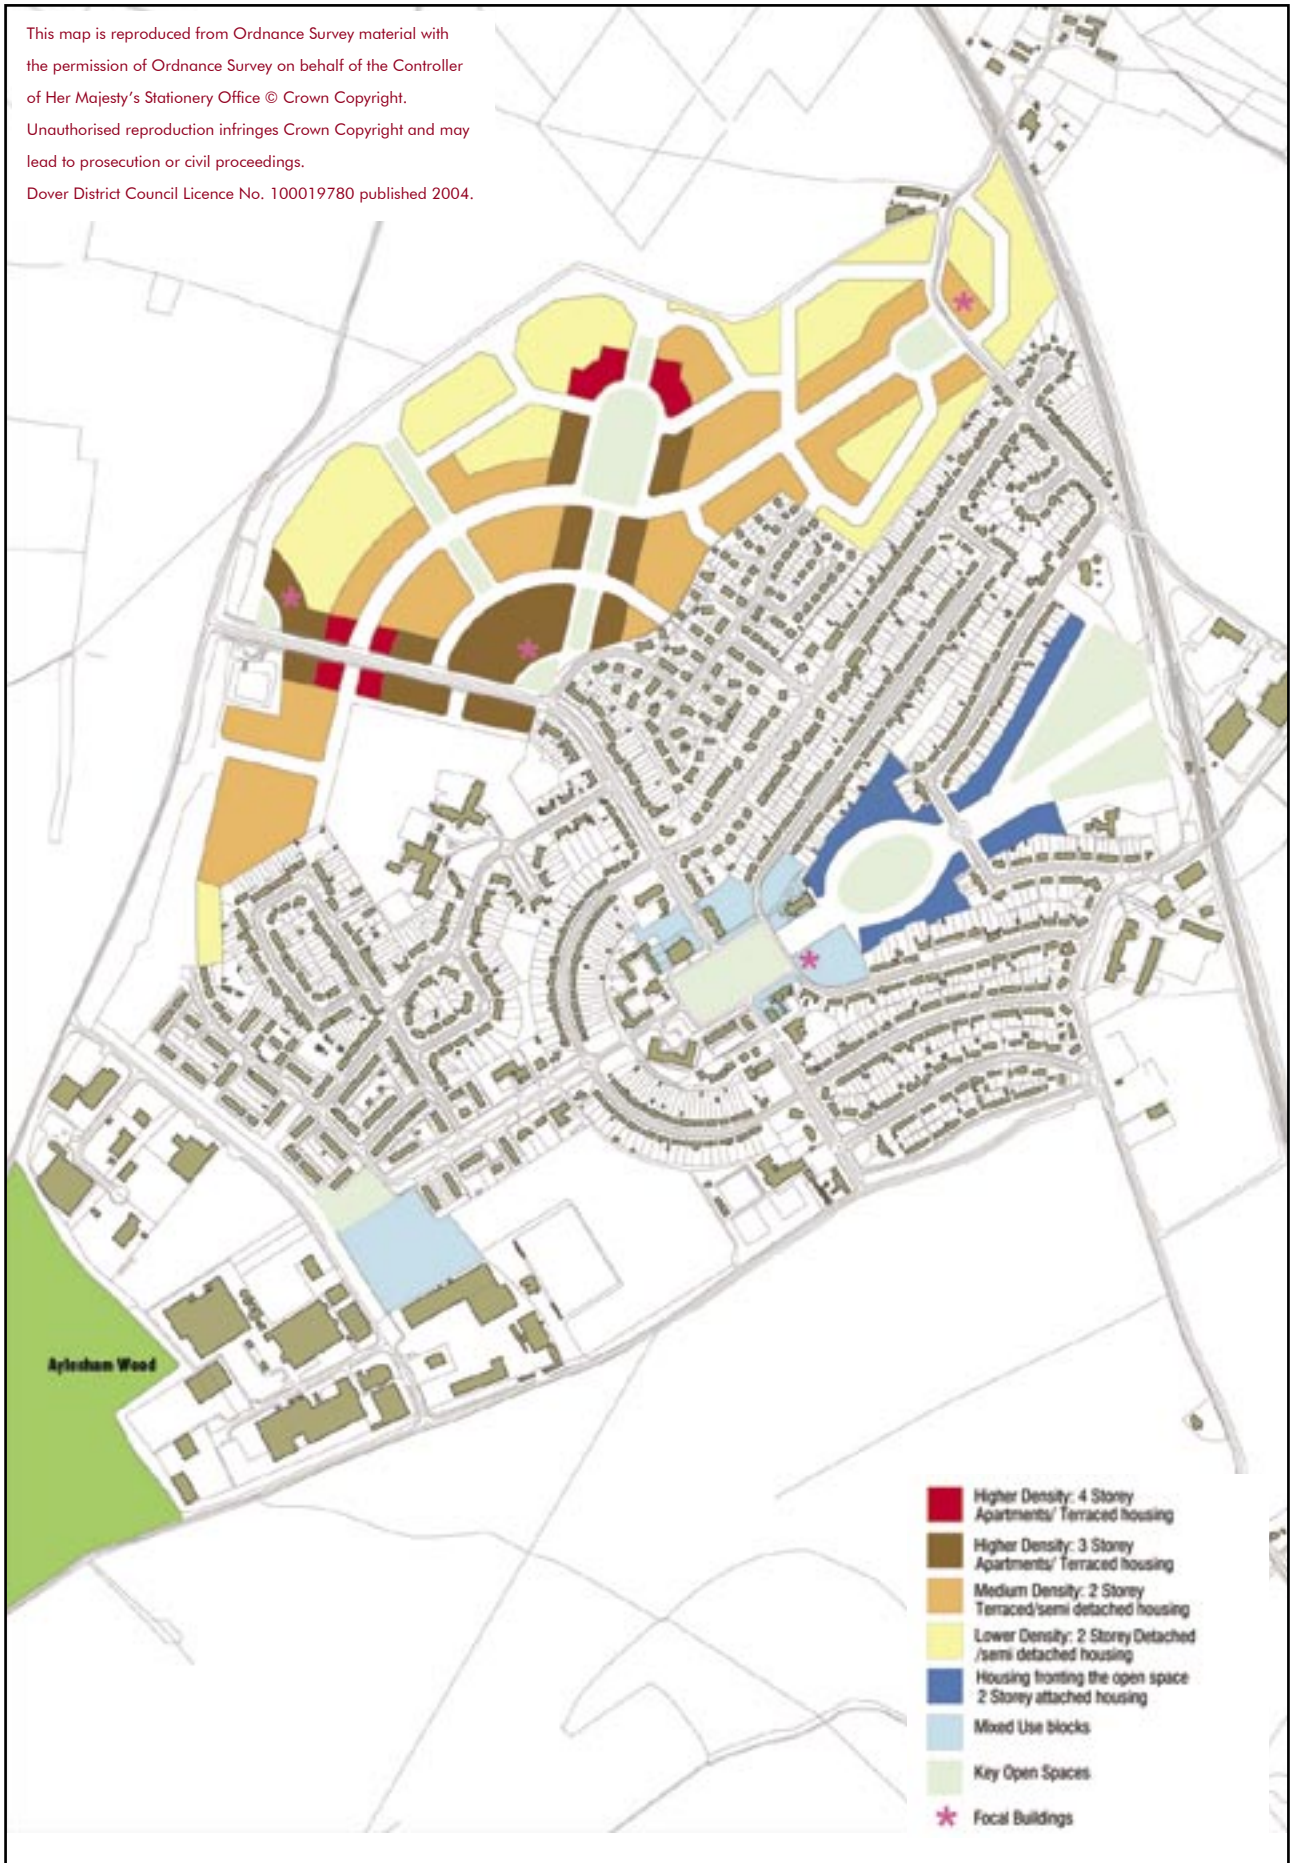 This map is reproduced from Ordnance Survey material with
the permission of Ordnance Survey on behalf of the Controller
of Her Majesty's Stationery Office © Crown Copyright.
Unauthorised reproduction infringes Crown Copyright and may
lead to prosecution or civil proceedings.
Dover District Council Licence No. 100019780 published 2004.
Aylesham Wood
Higher Density: 4 Storey
Apartments/ Terraced housing
Higher Density: 3 Storey
Apartments/ Terraced housing
Medium Density: 2 Storey
Terraced/semi detached housing
Lower Density: 2 Storey Detached
/semi detached housing
Housing fronting the open space
2 Storey attached housing
Mixed Use blocks
Key Open Spaces
Focal Buildings